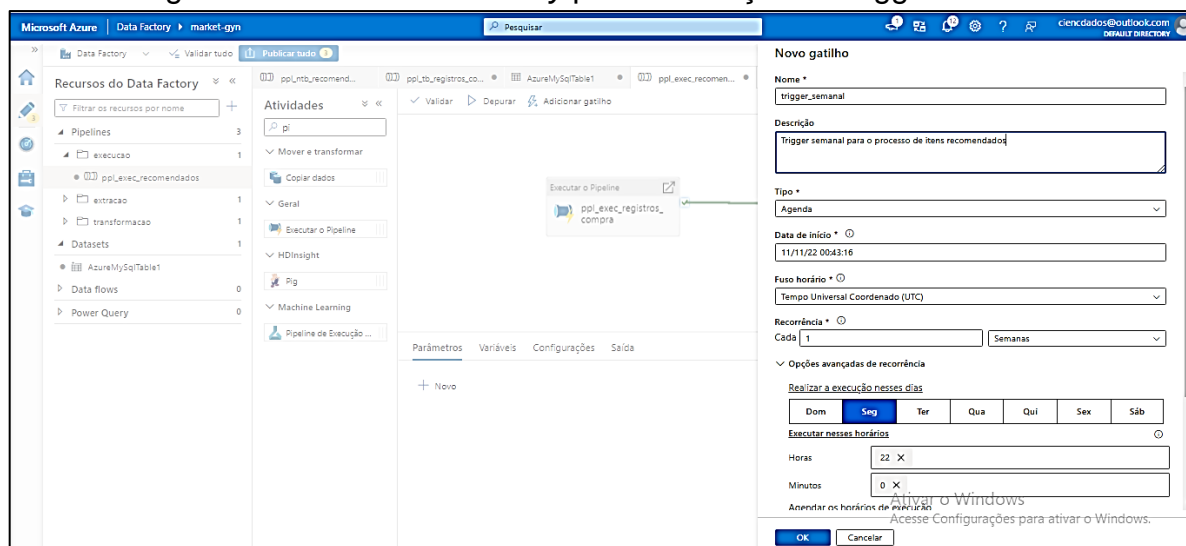 Microsoft Azure | Data Factory market-gyn
Pesquisar
12
ciencdados@outlook.com
DEFAULT DIRECTORY
Data Factory
Validar tudo
Publicar tudo 3
Recursos do Data Factory
Filtrar os recursos por nome
Pipelines 3
execucao 1
ppl_exec_recomendados
extracao 1
transformacao 1
Datasets 1
AzureMySqlTable1
Data flows 0
Power Query 0
ppl_ntb_recomend...
ppl_tb_registros_co...
AzureMySqlTable1
ppl_exec_recomen...
Atividades
pi
Mover e transformar
Copiar dados
Geral
Executar o Pipeline
HDInsight
Pig
Machine Learning
Pipeline de Execução ...
Validar
Depurar
Adicionar gatilho
Executar o Pipeline
ppl_exec_registros_
compra
Parâmetros Variáveis Configurações Saída
Novo
Novo gatilho
Nome *
trigger_semanal
Descrição
Trigger semanal para o processo de itens recomendados
Tipo *
Agenda
Data de início *
11/11/22 00:43:16
Fuso horário *
Tempo Universal Coordenado (UTC)
Recorrência *
Cada 1 Semanas
Opções avançadas de recorrência
Realizar a execução nesses dias
Dom Seg Ter Qua Qui Sex Sáb
Executar nesses horários
Horas 22
Minutos 0
Agendar os horários de execução
Ativar o Windows
Acesse Configurações para ativar o Windows.
OK Cancelar